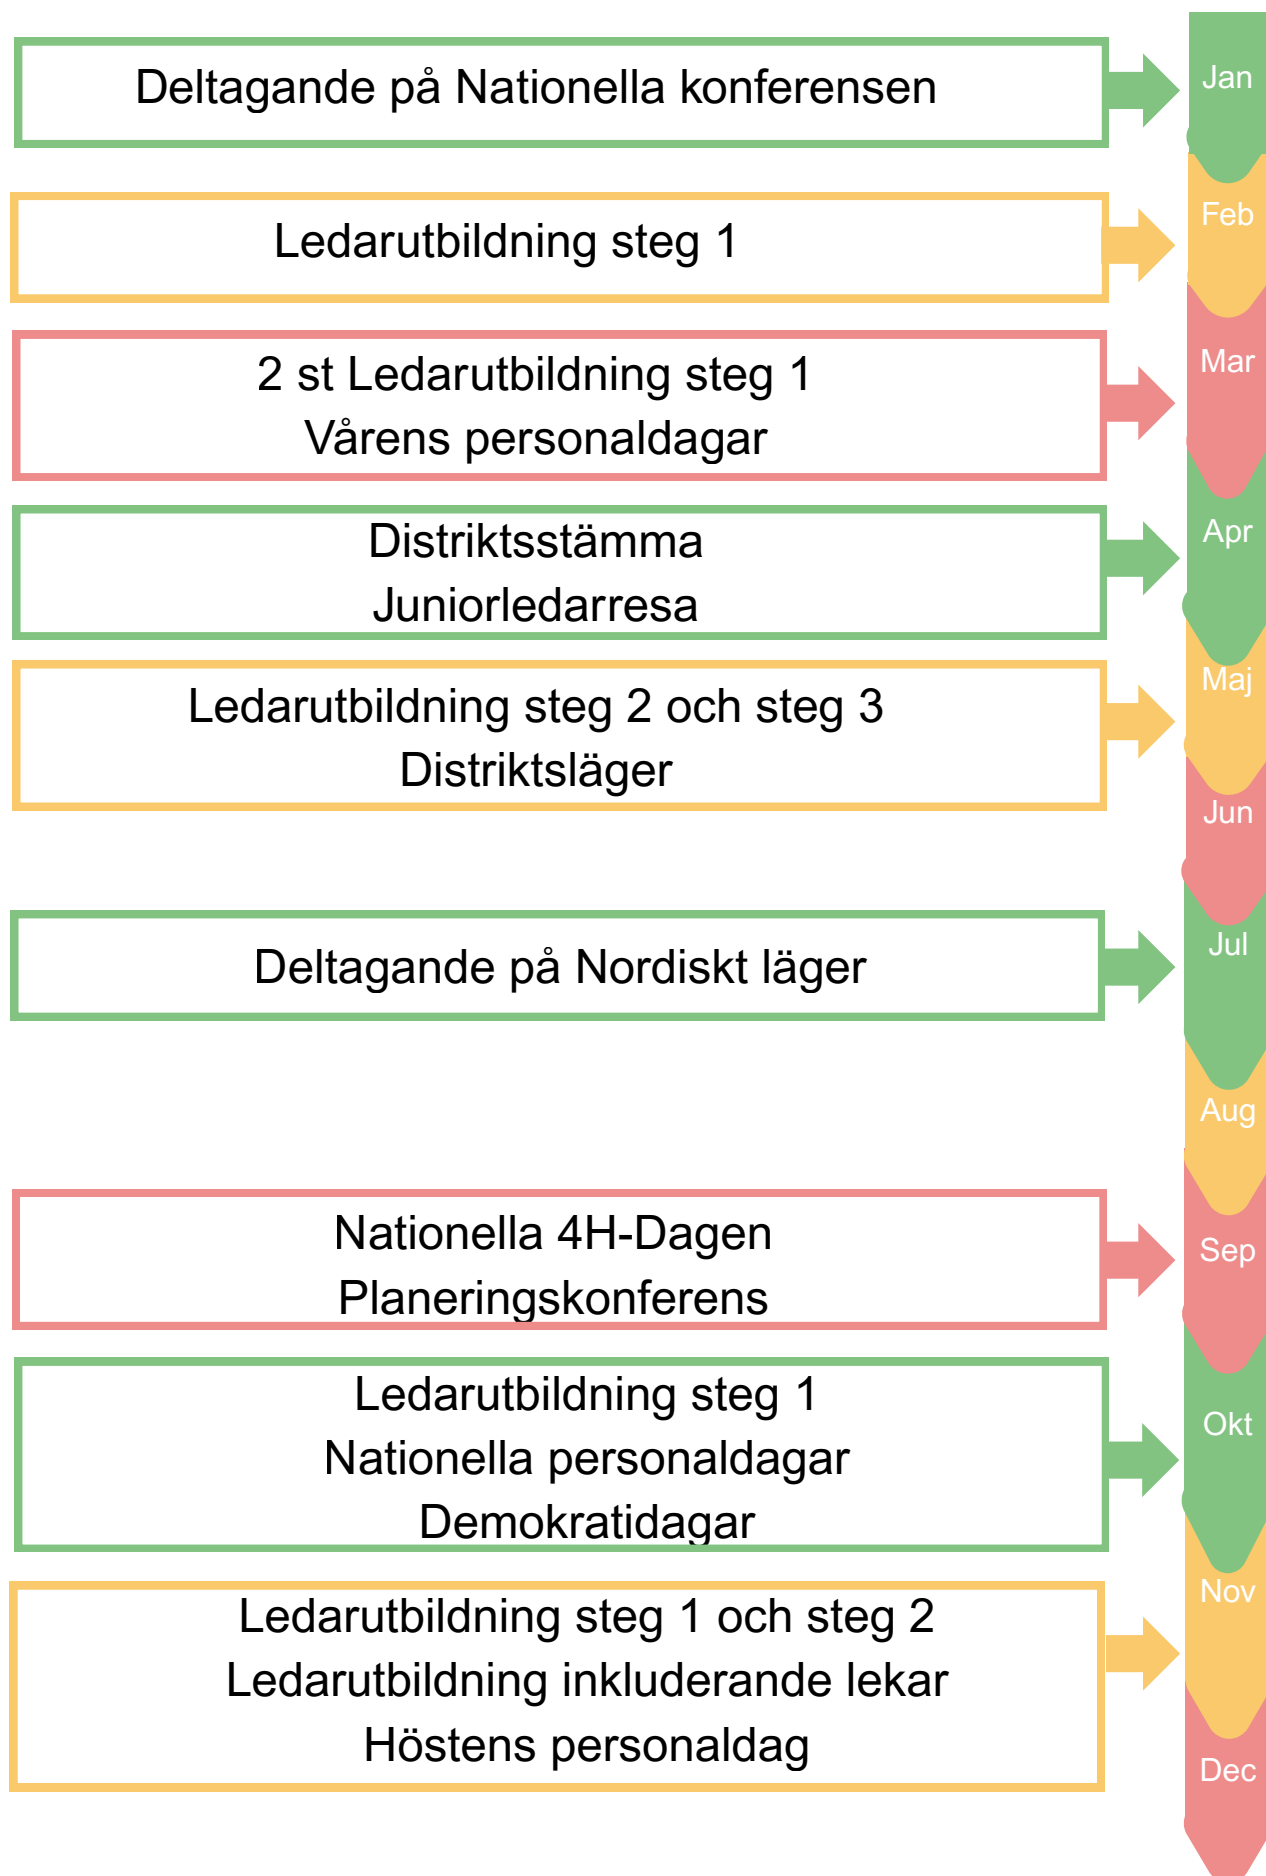 Deltagande på Nationella konferensen
Jan
Ledarutbildning steg 1
Feb
2 st Ledarutbildning steg 1
Vårens personaldagar
Mar
Distriktsstämma
Juniorledarresa
Apr
Ledarutbildning steg 2 och steg 3
Distriktsläger
Maj
Jun
Deltagande på Nordiskt läger
Jul
Aug
Nationella 4H-Dagen
Planeringskonferens
Sep
Ledarutbildning steg 1
Nationella personaldagar
Demokratidagar
Okt
Ledarutbildning steg 1 och steg 2
Ledarutbildning inkluderande lekar
Höstens personaldag
Nov
Dec